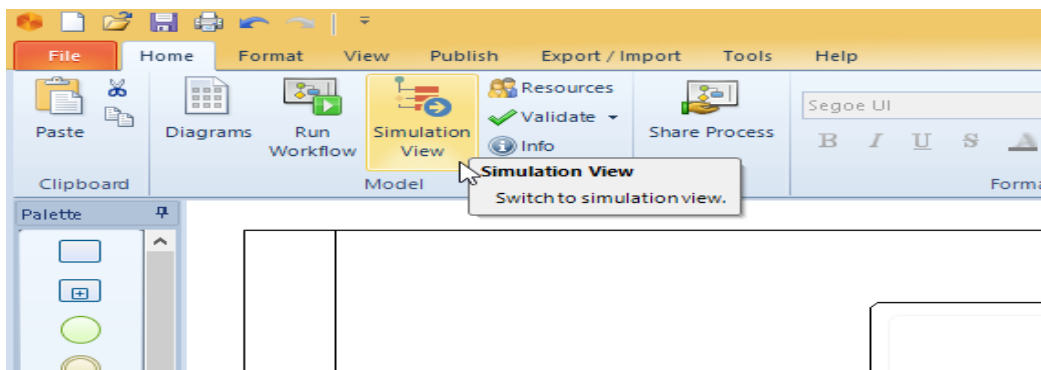 File Home Format View Publish Export / Import Tools Help
Paste
Diagrams
Run
Workflow
Simulation
View
Resources
Validate
Info
Share Process
Segoe UI
B I U S A
Clipboard
Model
Simulation View
Switch to simulation view.
Palette